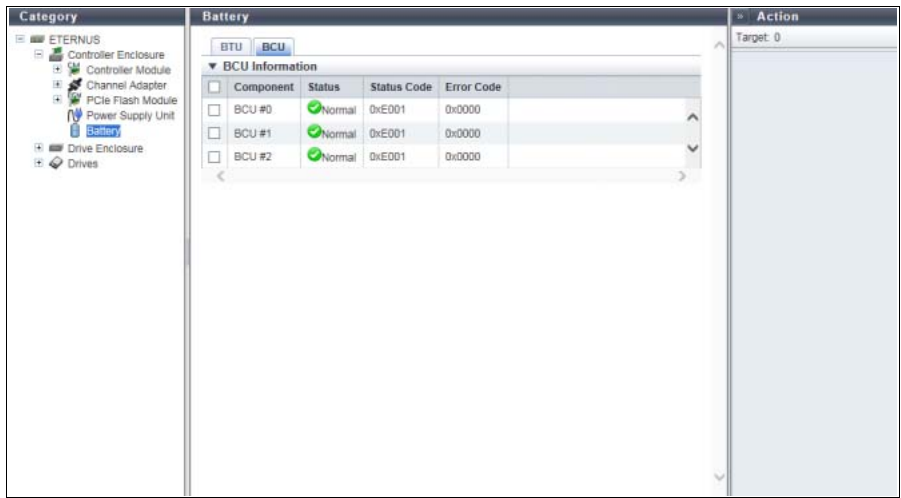 Category
ETERNUS
Controller Enclosure
Controller Module
Channel Adapter
PCIe Flash Module
Power Supply Unit
Battery
Drive Enclosure
Drives
Battery
BTU BCU
BCU Information
Component Status Status Code Error Code
BCU #0 Normal 0xE001 0x0000
BCU #1 Normal 0xE001 0x0000
BCU #2 Normal 0xE001 0x0000
» Action
Target: 0